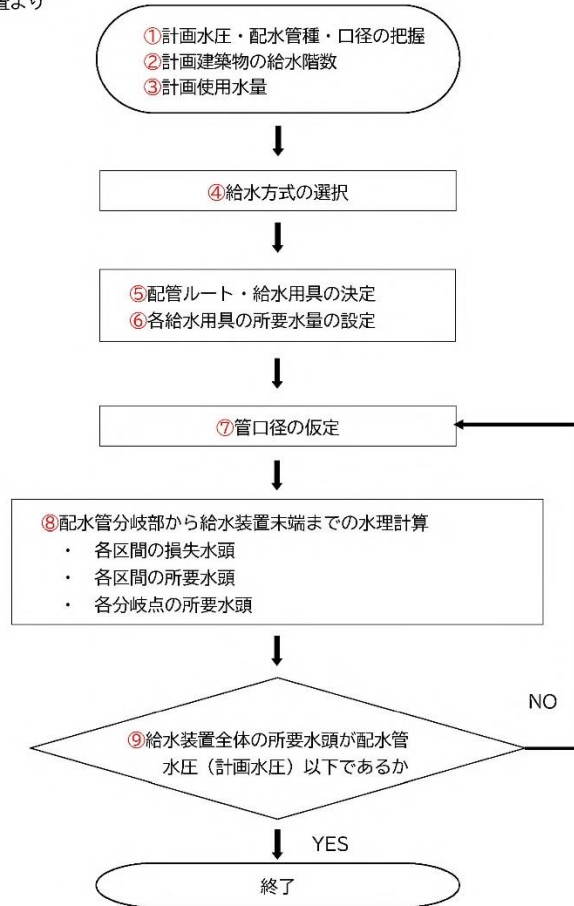 より
①計画水圧・配水管種・口径の把握
②計画建築物の給水階数
③計画使用水量
④給水方式の選択
⑤配管ルート・給水用具の決定
⑥各給水用具の所要水量の設定
⑦管口径の仮定
⑧配水管分岐部から給水装置末端までの水理計算
・ 各区間の損失水頭
・ 各区間の所要水頭
・ 各分岐点の所要水頭
NO
⑨給水装置全体の所要水頭が配水管
水圧（計画水圧）以下であるか
YES
終了